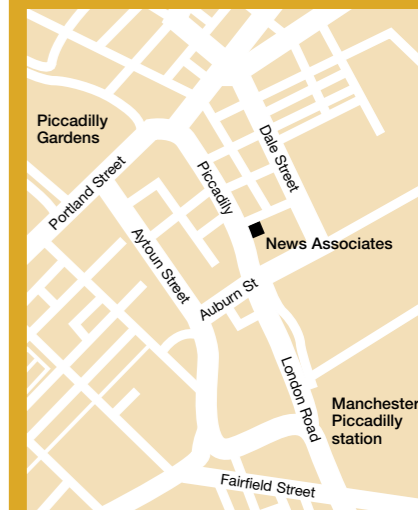 Piccadilly
Gardens
Portland Street
Piccadilly
Dale Street
Aytoun Street
News Associates
Auburn St
London Road
Manchester
Piccadilly
station
Fairfield Street